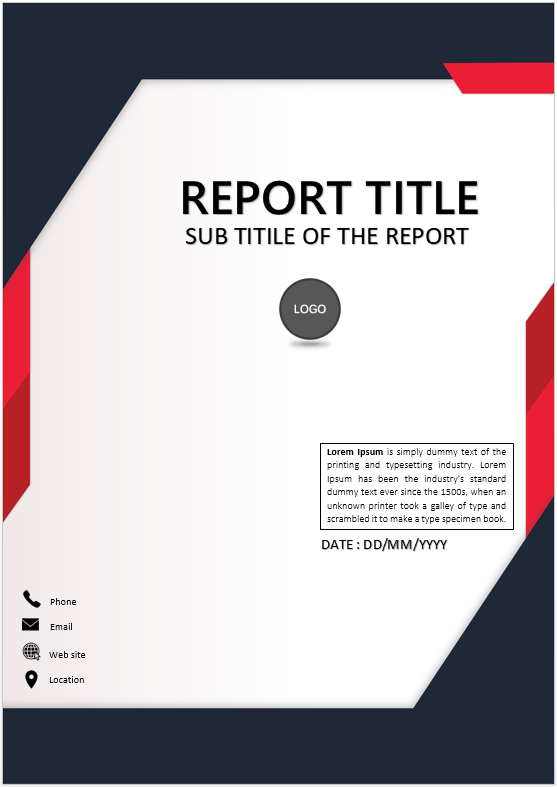 REPORT TITLE
SUB TITILE OF THE REPORT
LOGO
Lorem Ipsum is simply dummy text of the
printing and typesetting industry. Lorem
Ipsum has been the industry's standard
dummy text ever since the 1500s, when an
unknown printer took a galley of type and
scrambled it to make a type specimen book.
DATE : DD/MM/YYYY
Phone
Email
Web site
Location